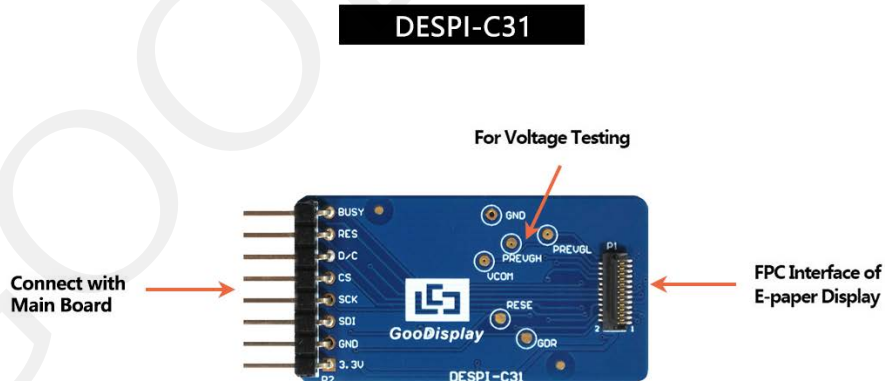 DESPI-C31
For Voltage Testing
BUSY
RES
D/C
CS
SCK
SDI
GND
3.3V
P2
GND
PREVGL
PREVGH
VCOM
RESE
GDR
P1
2 1
GooDisplay
DESPI-C31
Connect with
Main Board
FPC Interface of
E-paper Display